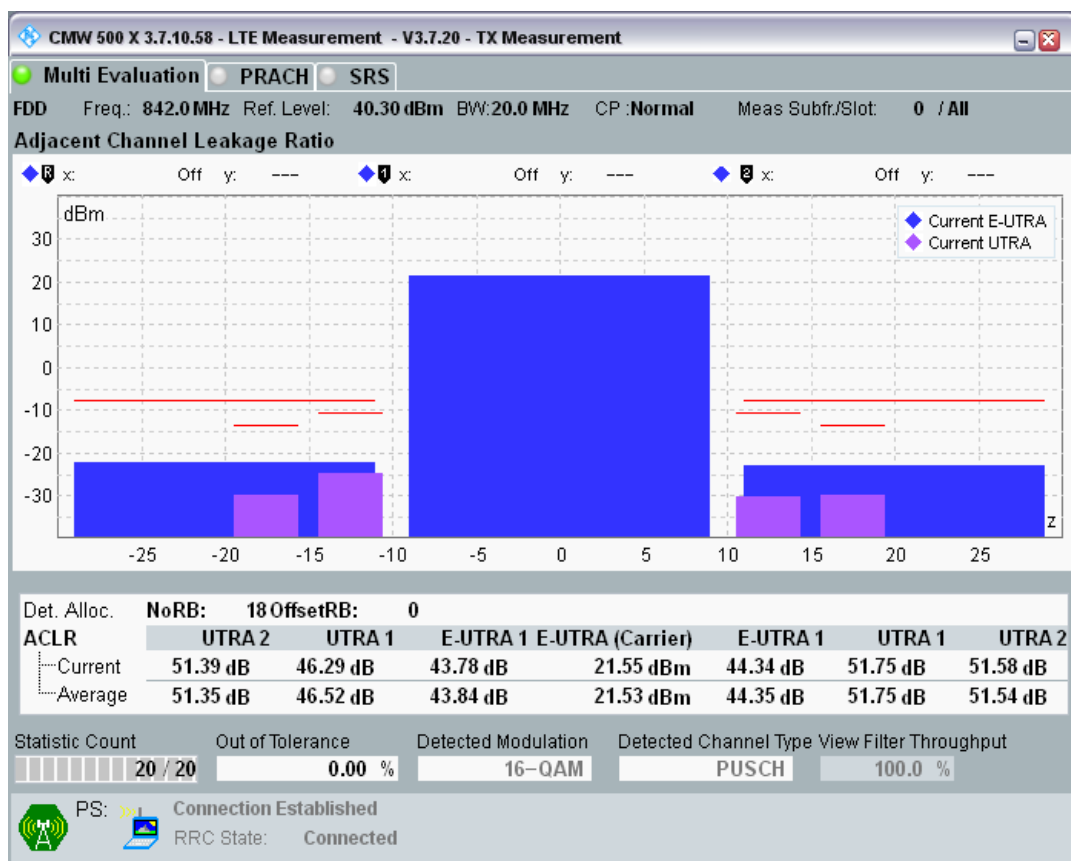 CMW 500 X 3.7.10.58 - LTE Measurement - V3.7.20 - TX Measurement
Multi Evaluation PRACH SRS
FDD Freq.: 842.0 MHz Ref. Level: 40.30 dBm BW:20.0 MHz CP :Normal Meas Subfr./Slot: 0 / All
Adjacent Channel Leakage Ratio
R x: Off y: --- 1 x: Off y: --- 2 x: Off y: ---
dBm
Current E-UTRA
Current UTRA
30
20
10
0
-10
-20
-30
z
-25 -20 -15 -10 -5 0 5 10 15 20 25
Det. Alloc. NoRB: 18 OffsetRB: 0
ACLR UTRA 2 UTRA 1 E-UTRA 1 E-UTRA (Carrier) E-UTRA 1 UTRA 1 UTRA 2
Current 51.39 dB 46.29 dB 43.78 dB 21.55 dBm 44.34 dB 51.75 dB 51.58 dB
Average 51.35 dB 46.52 dB 43.84 dB 21.53 dBm 44.35 dB 51.75 dB 51.54 dB
Statistic Count Out of Tolerance Detected Modulation Detected Channel Type View Filter Throughput
20 / 20 0.00 % 16-QAM PUSCH 100.0 %
PS: Connection Established
RRC State: Connected